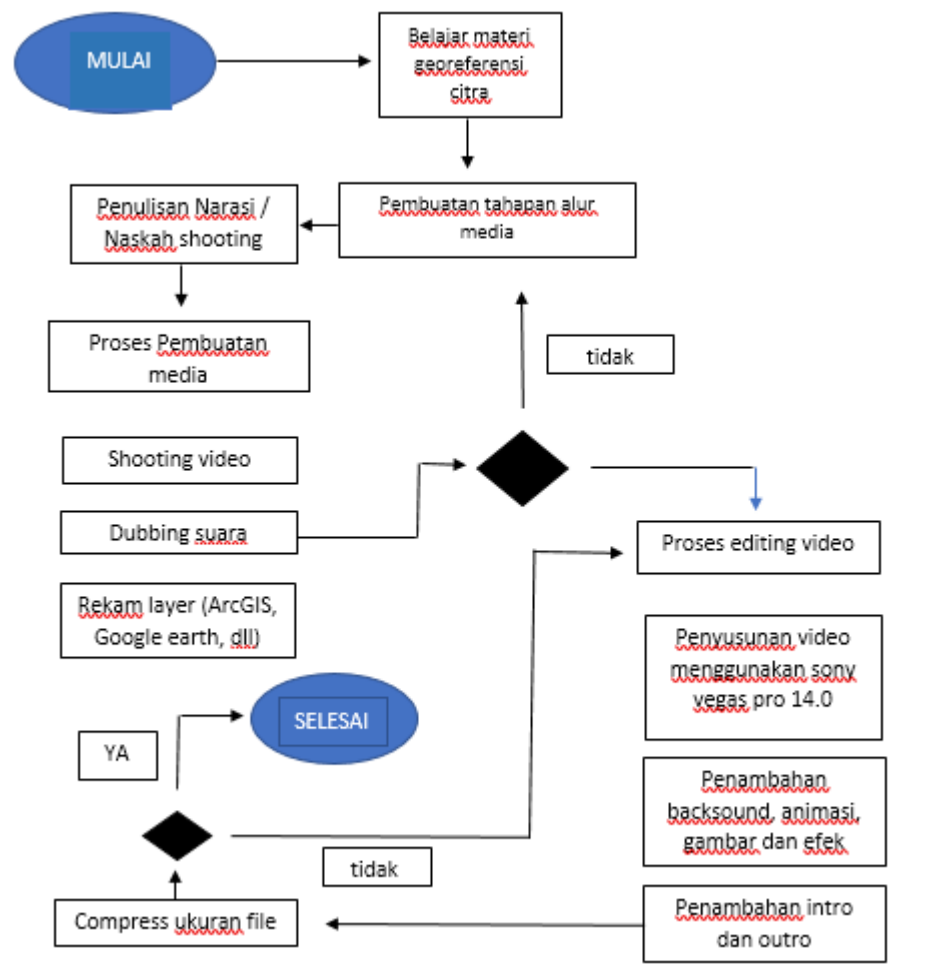 MULAI
Belajar materi
georeferensi
citra
Pembuatan tahapan alur
media
Penulisan Narasi /
Naskah shooting
Proses Pembuatan
media
tidak
Shooting video
Dubbing suara
Rekam layer (ArcGIS,
Google earth, dll)
Proses editing video
Penyusunan video
menggunakan sony
vegas pro 14.0
Penambahan
backsound, animasi,
gambar dan efek
Penambahan intro
dan outro
Compress ukuran file
tidak
YA
SELESAI